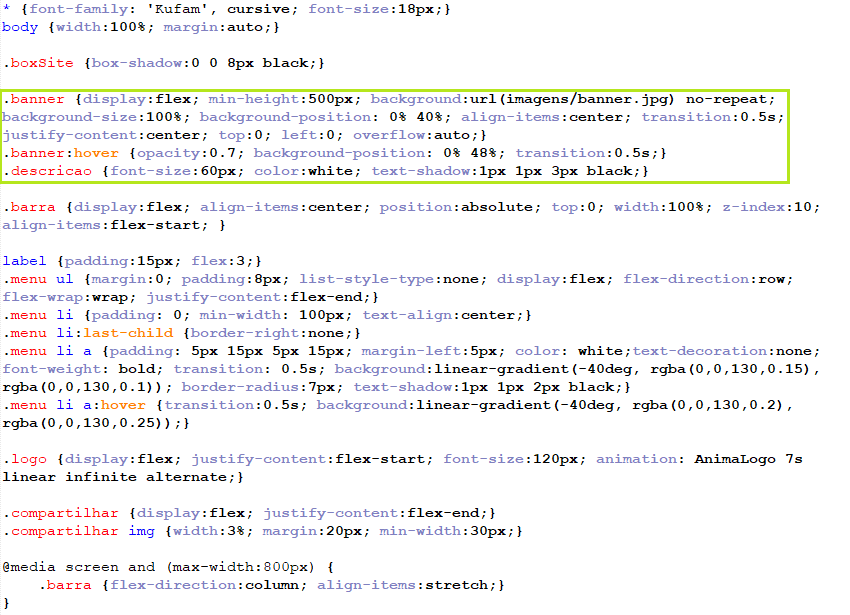 * {font-family: 'Kufam', cursive; font-size:18px;}
body {width:100%; margin:auto;}
.boxSite {box-shadow:0 0 8px black;}
.banner {display:flex; min-height:500px; background:url(imagens/banner.jpg) no-repeat;
background-size:100%; background-position: 0% 40%; align-items:center; transition:0.5s;
justify-content:center; top:0; left:0; overflow:auto;}
.banner:hover {opacity:0.7; background-position: 0% 48%; transition:0.5s;}
.descricao {font-size:60px; color:white; text-shadow:1px 1px 3px black;}
.barra {display:flex; align-items:center; position:absolute; top:0; width:100%; z-index:10;
align-items:flex-start; }
label {padding:15px; flex:3;}
.menu ul {margin:0; padding:8px; list-style-type:none; display:flex; flex-direction:row;
flex-wrap:wrap; justify-content:flex-end;}
.menu li {padding: 0; min-width: 100px; text-align:center;}
.menu li:last-child {border-right:none;}
.menu li a {padding: 5px 15px 5px 15px; margin-left:5px; color: white;text-decoration:none;
font-weight: bold; transition: 0.5s; background:linear-gradient(-40deg, rgba(0,0,130,0.15),
rgba(0,0,130,0.1)); border-radius:7px; text-shadow:1px 1px 2px black;}
.menu li a:hover {transition:0.5s; background:linear-gradient(-40deg, rgba(0,0,130,0.2),
rgba(0,0,130,0.25));}
.logo {display:flex; justify-content:flex-start; font-size:120px; animation: AnimaLogo 7s
linear infinite alternate;}
.compartilhar {display:flex; justify-content:flex-end;}
.compartilhar img {width:3%; margin:20px; min-width:30px;}
@media screen and (max-width:800px) {
.barra {flex-direction:column; align-items:stretch;}
}